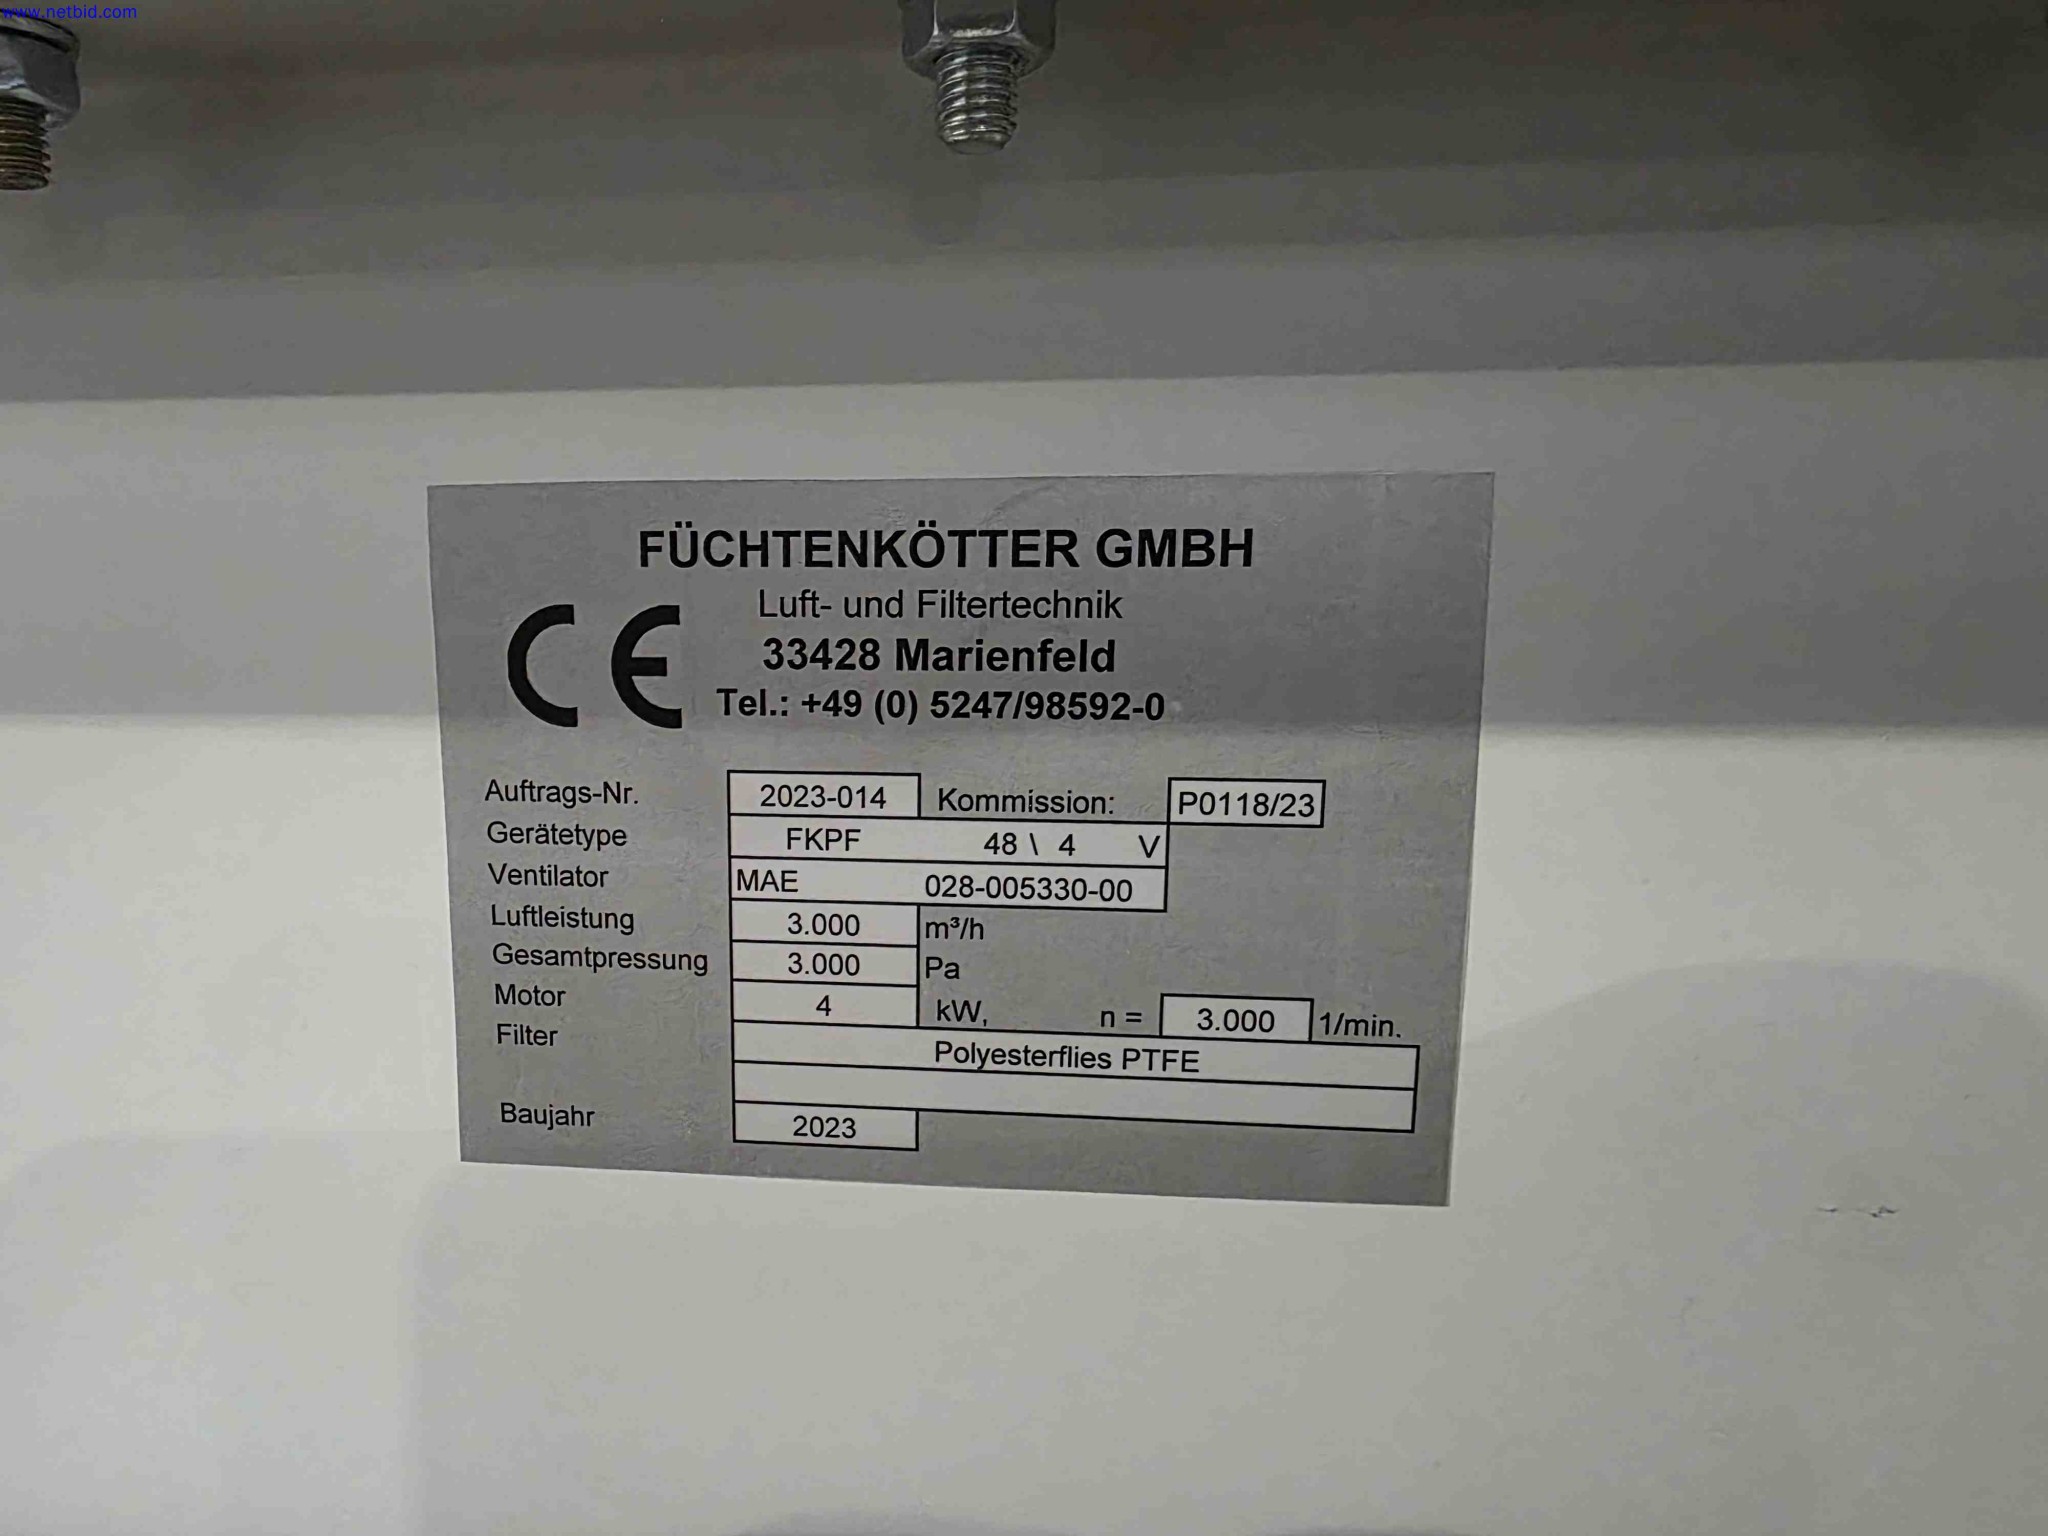 www.netbid.com
FÜCHTENKÖTTER GMBH
Luft- und Filtertechnik
33428 Marienfeld
Tel.: +49 (0) 5247/98592-0
CE
Auftrags-Nr. 2023-014 Kommission: P0118/23
Gerätetype FKPF 48 \ 4 V
Ventilator MAE 028-005330-00
Luftleistung 3.000 m³/h
Gesamtpressung 3.000 Pa
Motor 4 kW, n = 3.000 1/min.
Filter Polyesterflies PTFE
Baujahr 2023